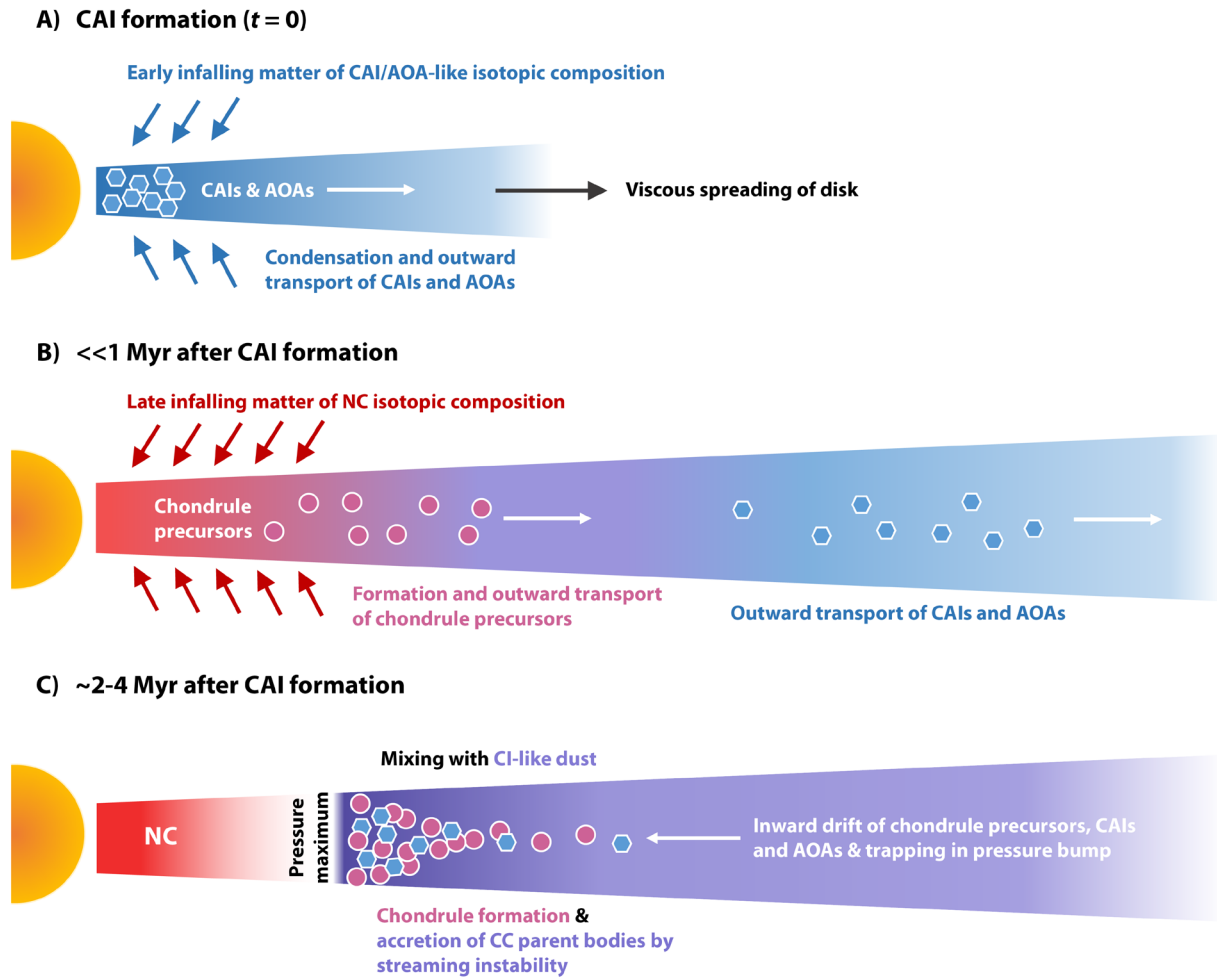 A) CAI formation (t = 0)
Early infalling matter of CAI/AOA-like isotopic composition
CAIs & AOAs
Viscous spreading of disk
Condensation and outward
transport of CAIs and AOAs
B) <<1 Myr after CAI formation
Late infalling matter of NC isotopic composition
Chondrule
precursors
Formation and outward transport
of chondrule precursors
Outward transport of CAIs and AOAs
C) ~2-4 Myr after CAI formation
Mixing with CI-like dust
NC
Pressure
maximum
Inward drift of chondrule precursors, CAIs
and AOAs & trapping in pressure bump
Chondrule formation &
accretion of CC parent bodies by
streaming instability